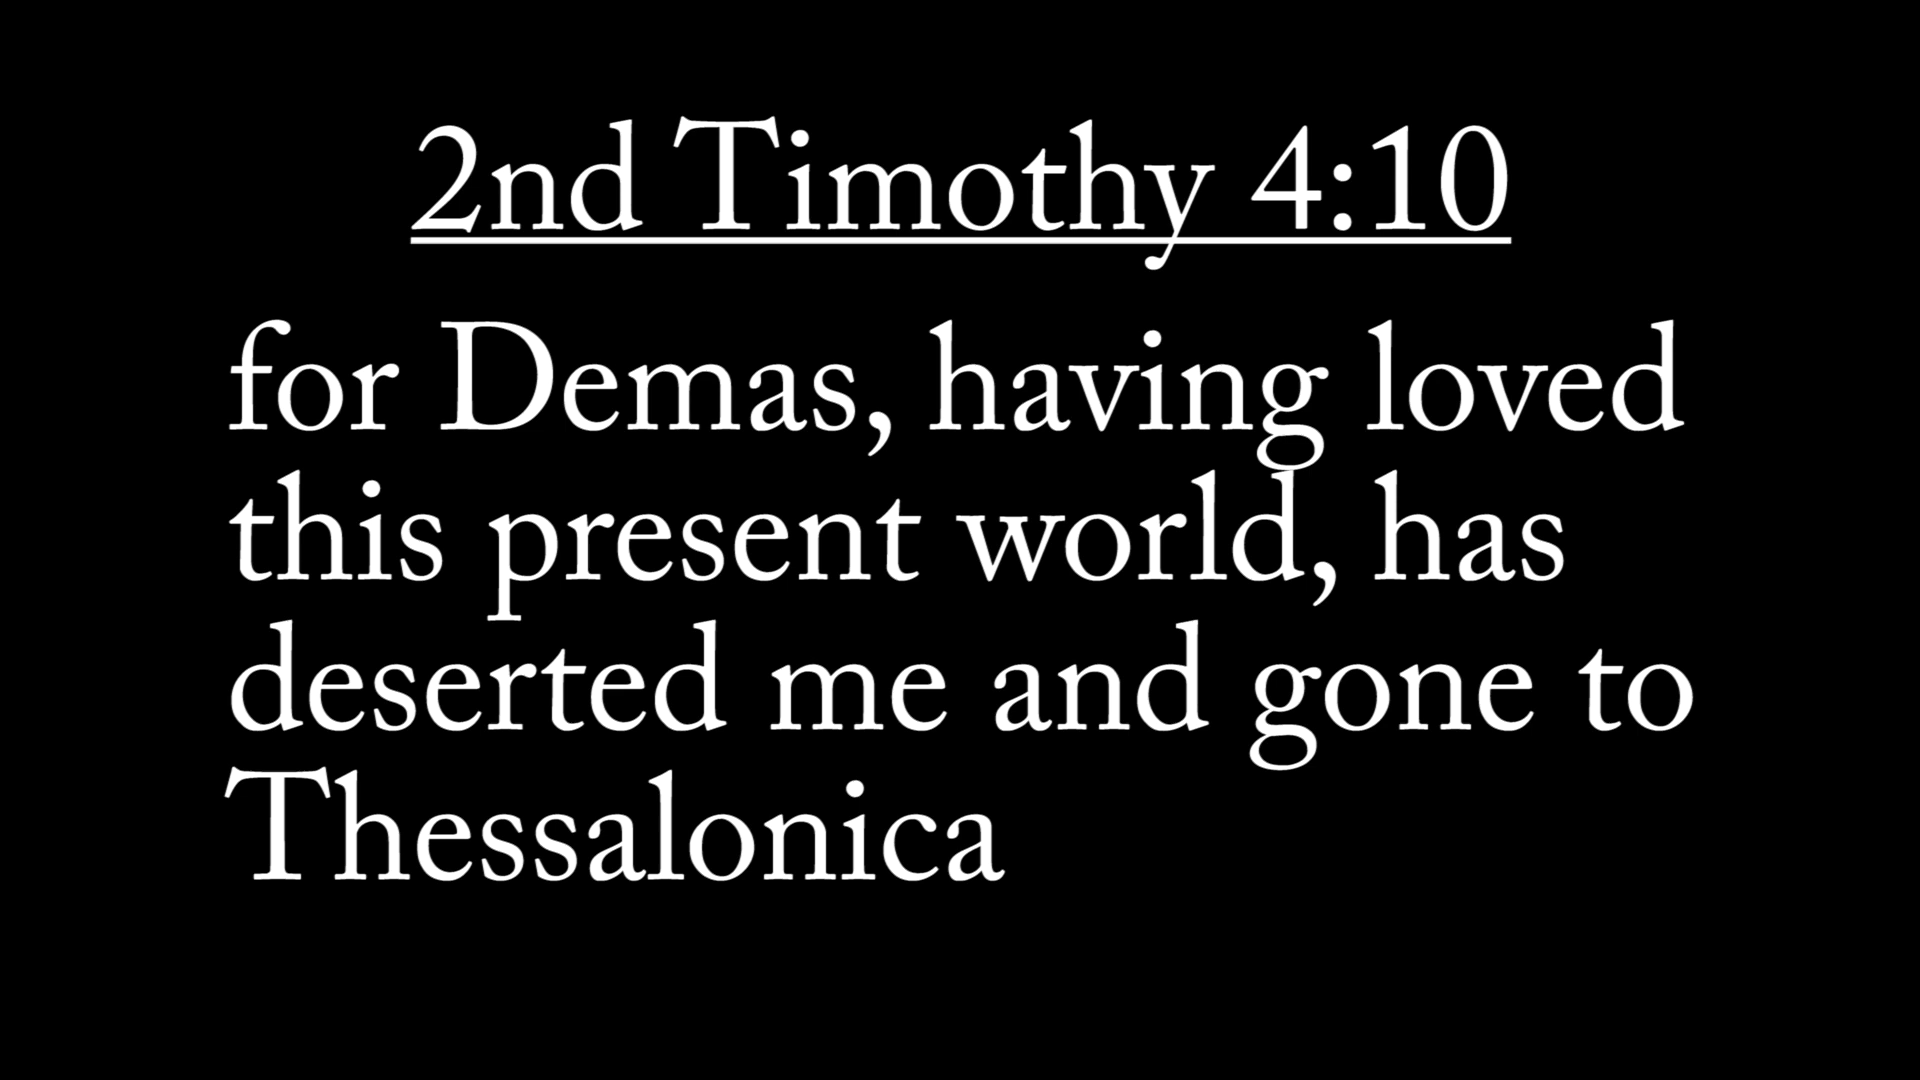 2nd Timothy 4:10
for Demas, having loved
this present world, has
deserted me and gone to
Thessalonica